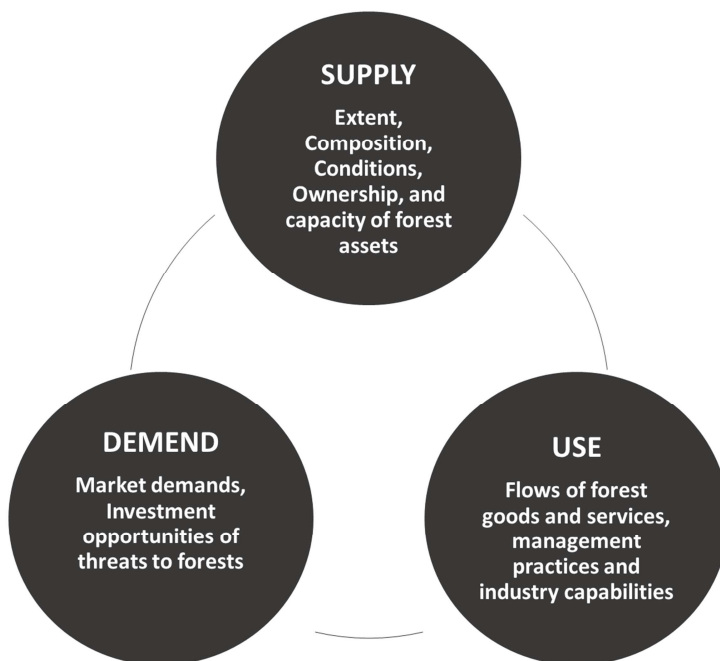 SUPPLY
Extent,
Composition,
Conditions,
Ownership, and
capacity of forest
assets
DEMEND
Market demands,
Investment
opportunities of
threats to forests
USE
Flows of forest
goods and services,
management
practices and
industry capabilities